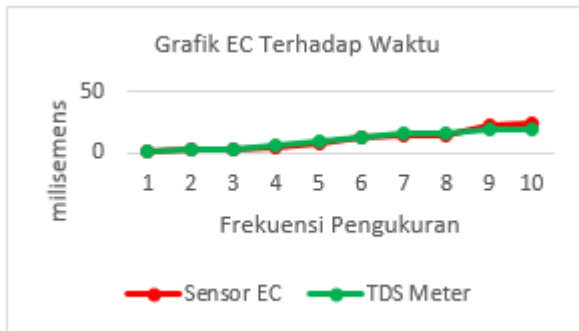 Grafik EC Terhadap Waktu
50
0
milisemens
1 2 3 4 5 6 7 8 9 10
Frekuensi Pengukuran
Sensor EC TDS Meter